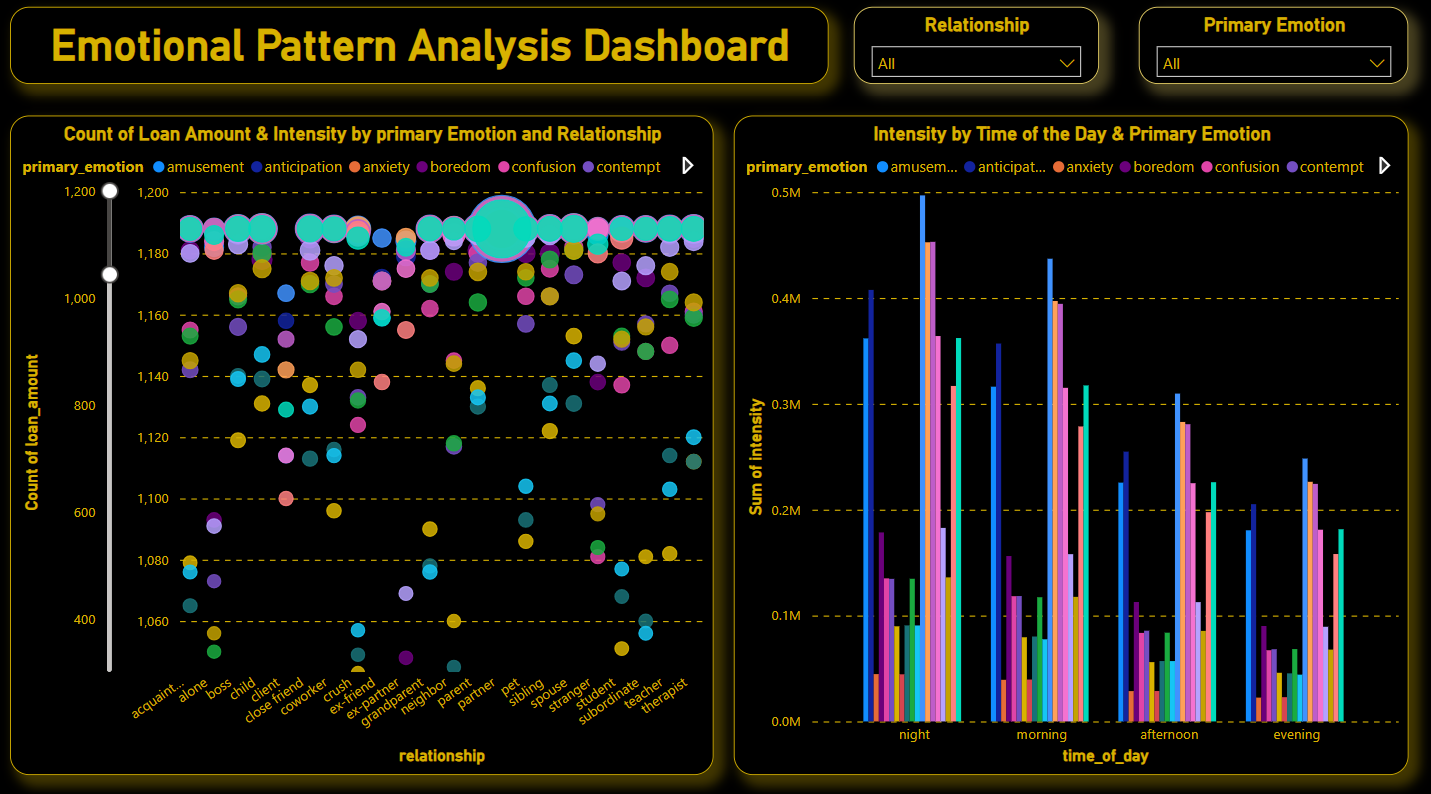 Emotional Pattern Analysis Dashboard
Relationship
All
Primary Emotion
All
Count of Loan Amount & Intensity by primary Emotion and Relationship
primary_emotion amusement anticipation anxiety boredom confusion contempt
1,200
1,000
800
600
400
Count of loan_amount
1,200
1,180
1,160
1,140
1,120
1,100
1,080
1,060
acquaint...
alone
boss
child
client
close friend
coworker
crush
ex-friend
ex-partner
grandparent
neighbor
parent
partner
pet
sibling
spouse
stranger
student
subordinate
teacher
therapist
relationship
Intensity by Time of the Day & Primary Emotion
primary_emotion amusem... anticipat... anxiety boredom confusion contempt
Sum of intensity
0.5M
0.4M
0.3M
0.2M
0.1M
0.0M
night morning afternoon evening
time_of_day